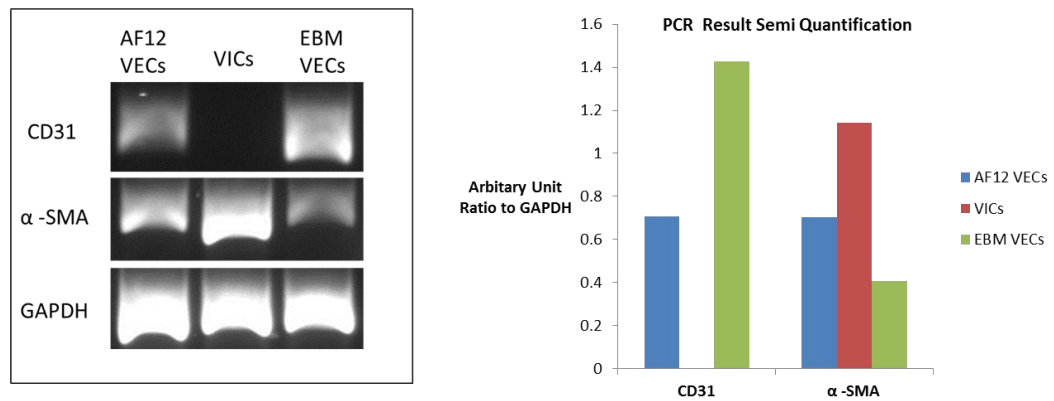 AF12
VECs
VICs
EBM
VECs
CD31
α -SMA
GAPDH
PCR Result Semi Quantification
Arbitary Unit
Ratio to GAPDH
1.6
1.4
1.2
1
0.8
0.6
0.4
0.2
0
CD31
α -SMA
AF12 VECs
VICs
EBM VECs